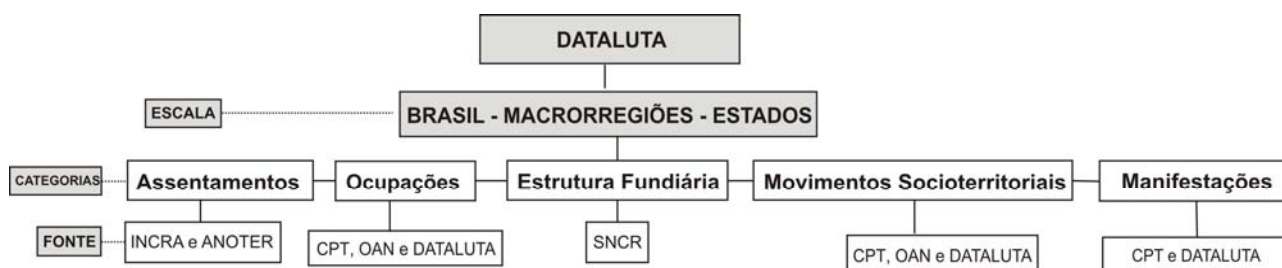 DATALUTA
ESCALA
BRASIL - MACRORREGIÕES - ESTADOS
CATEGORIAS
Assentamentos
Ocupações
Estrutura Fundiária
Movimentos Socioterritoriais
Manifestações
FONTE
INCRA e ANOTER
CPT, OAN e DATALUTA
SNCR
CPT, OAN e DATALUTA
CPT e DATALUTA